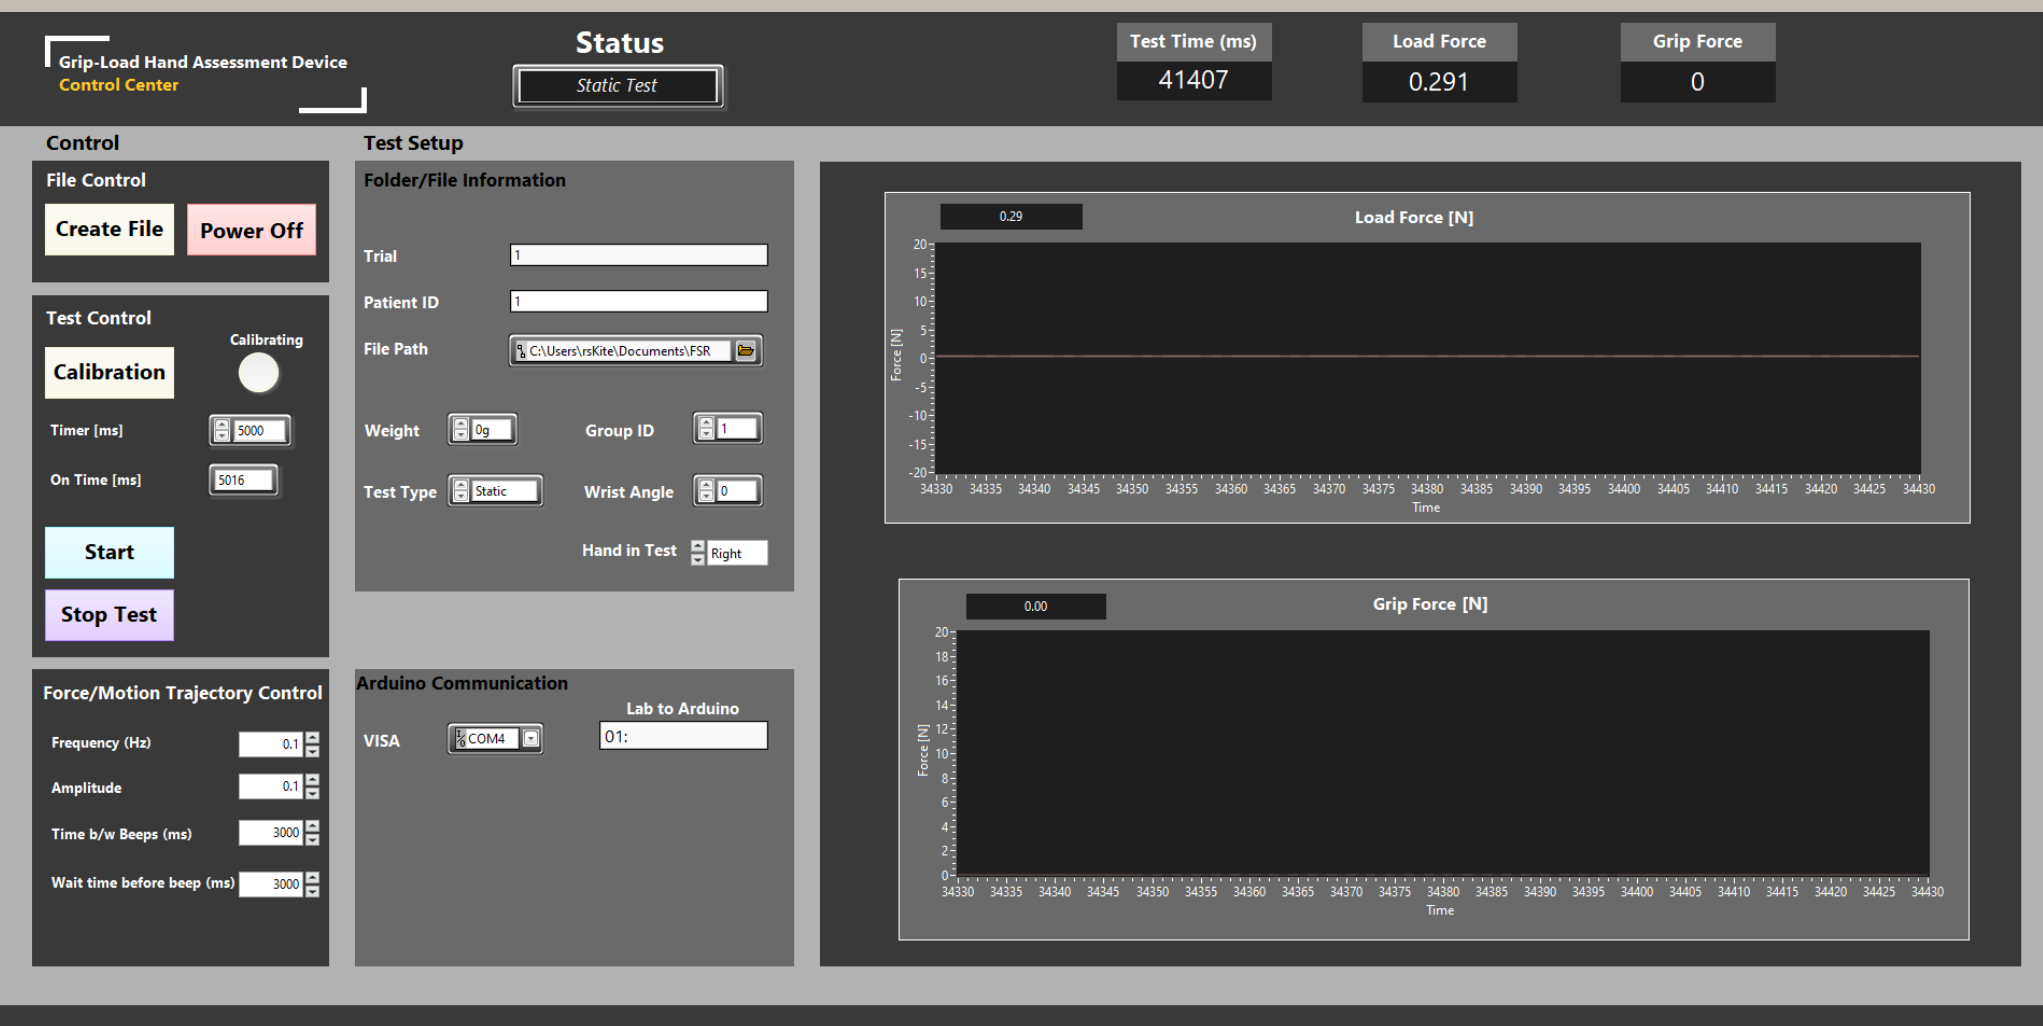 Grip-Load Hand Assessment Device
Control Center
Status
Static Test
Test Time (ms)
41407
Load Force
0.291
Grip Force
0
Control
File Control
Create File
Power Off
Test Control
Calibrating
Calibration
Timer [ms]
5000
On Time [ms]
5016
Start
Stop Test
Force/Motion Trajectory Control
Frequency (Hz)
0.1
Amplitude
0.1
Time b/w Beeps (ms)
3000
Wait time before beep (ms)
3000
Test Setup
Folder/File Information
Trial
1
Patient ID
1
File Path
C:\Users\rsKite\Documents\FSR
Weight
0g
Group ID
1
Test Type
Static
Wrist Angle
0
Hand in Test
Right
Arduino Communication
Lab to Arduino
VISA
COM4
01:
0.29
Load Force [N]
20
15
10
5
0
-5
-10
-15
-20
Force [N]
34330 34335 34340 34345 34350 34355 34360 34365 34370 34375 34380 34385 34390 34395 34400 34405 34410 34415 34420 34425 34430
Time
0.00
Grip Force [N]
20
18
16
14
12
10
8
6
4
2
0
Force [N]
34330 34335 34340 34345 34350 34355 34360 34365 34370 34375 34380 34385 34390 34395 34400 34405 34410 34415 34420 34425 34430
Time